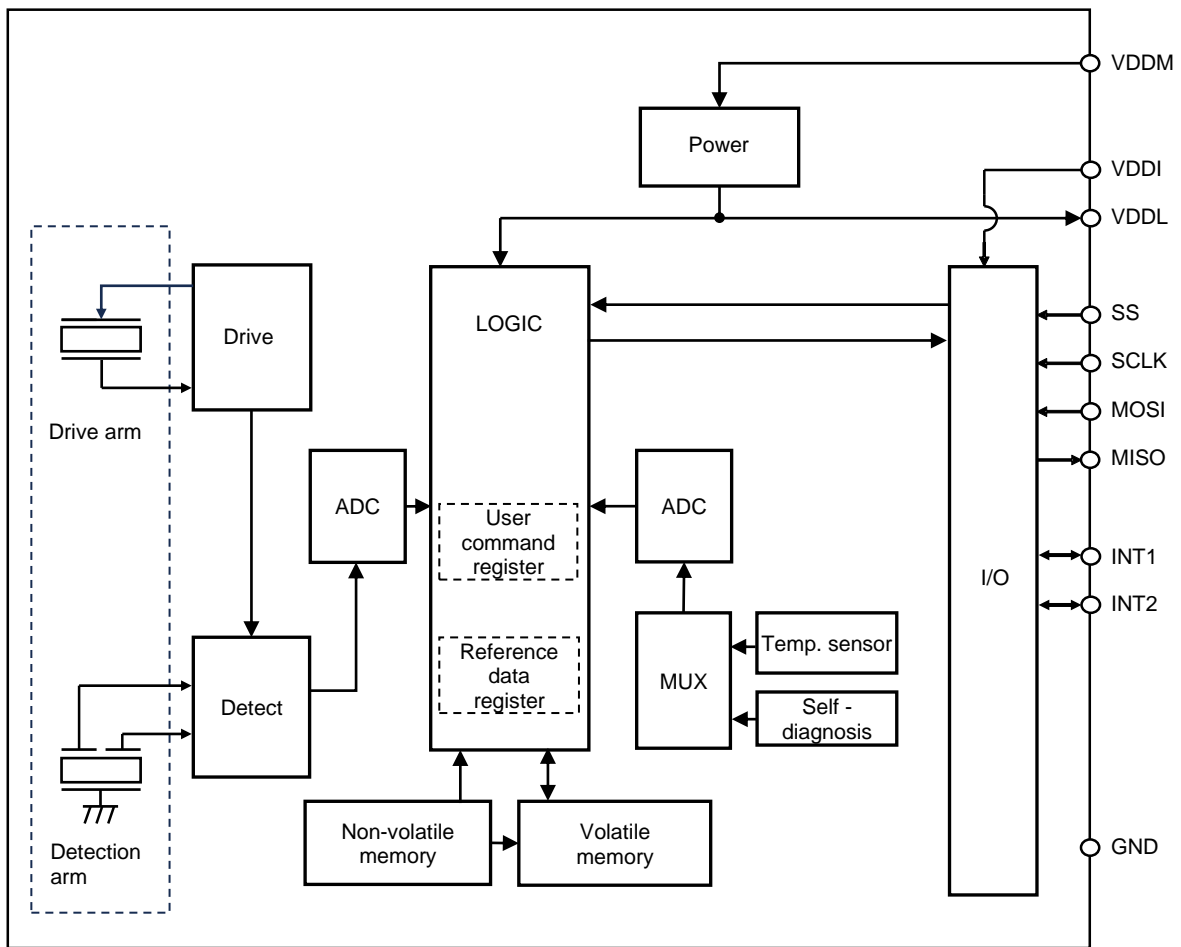 VDDM
Power
VDDI
VDDL
Drive
LOGIC
SS
SCLK
MOSI
MISO
Drive arm
ADC
ADC
User
command
register
I/O
INT1
INT2
Reference
data
register
MUX
Temp. sensor
Self -
diagnosis
Detect
Non-volatile
memory
Volatile
memory
GND
Detection
arm